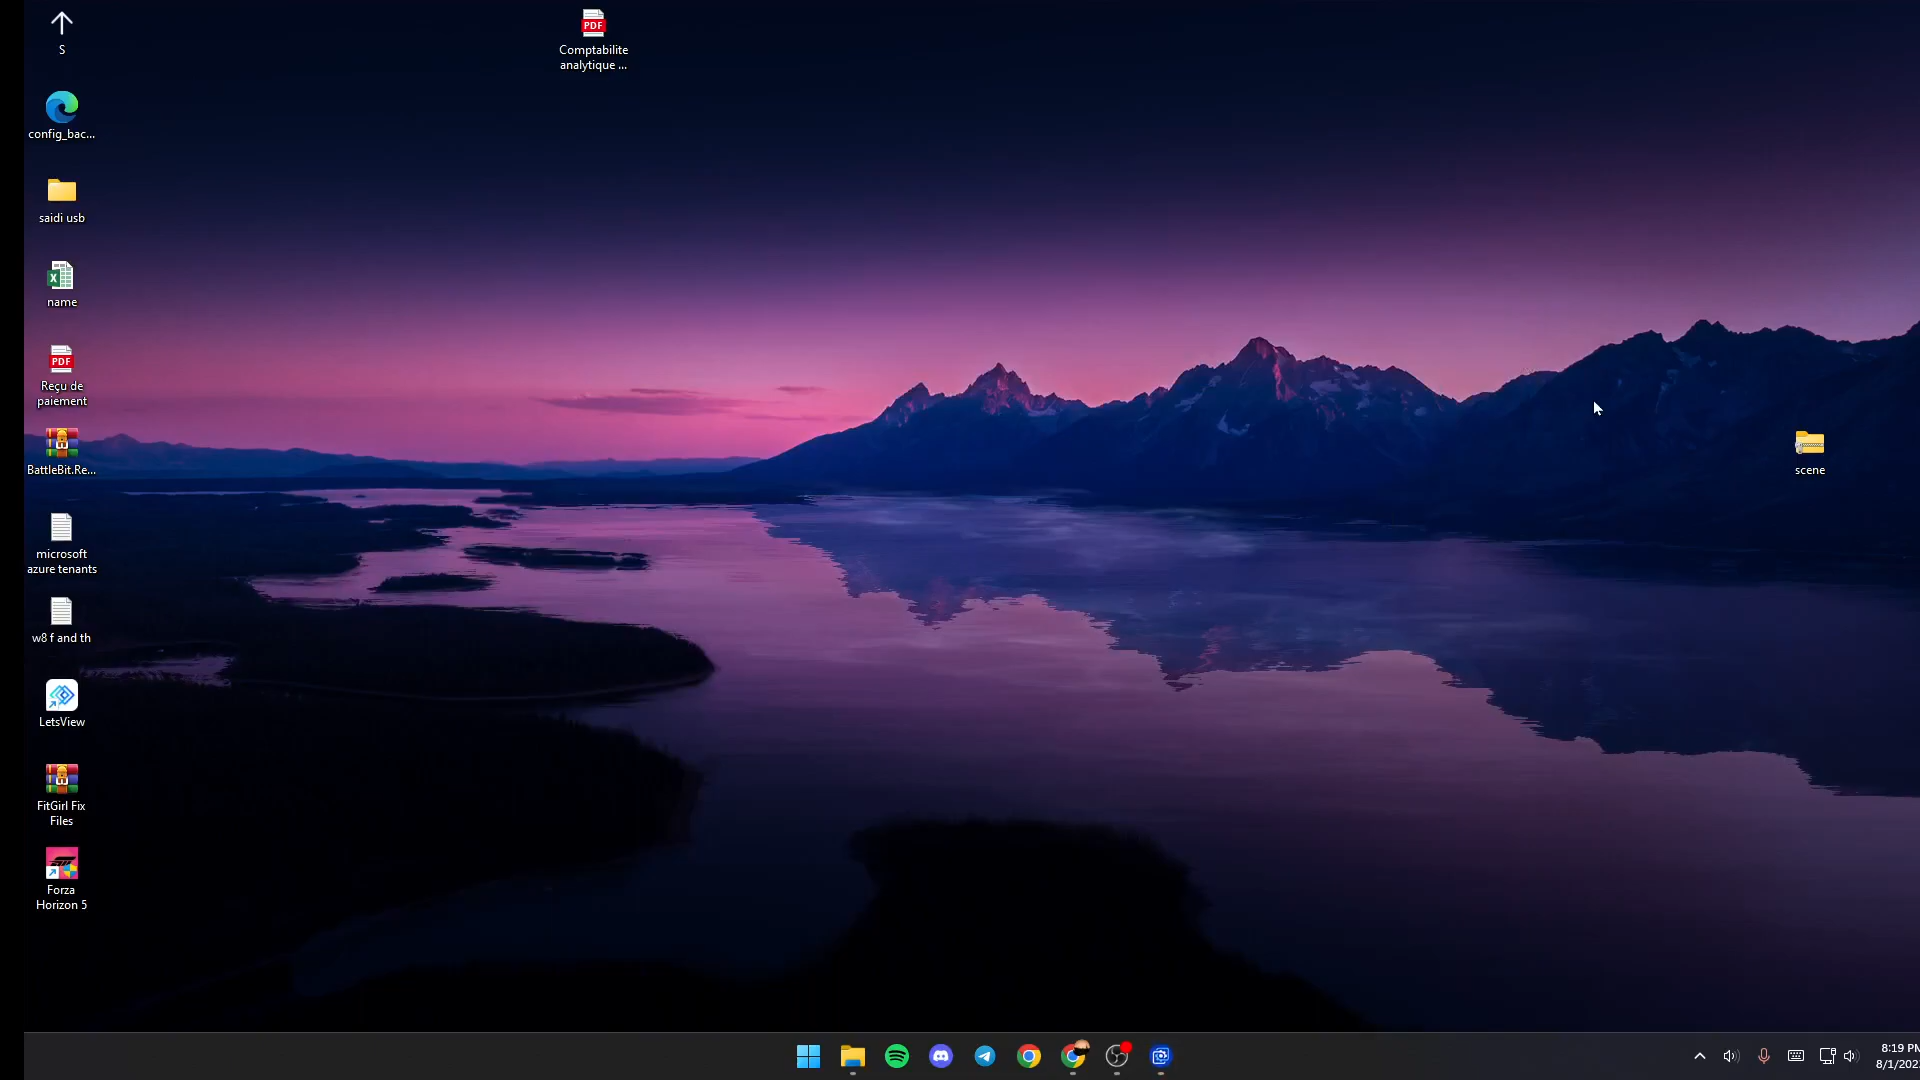 S
PDF
Comptabilite
analytique ...
config_bac...
saidi usb
name
PDF
Reçu de
paiement
BattleBit.Re...
scene
microsoft
azure tenants
w8 f and th
LetsView
FitGirl Fix
Files
Forza
Horizon 5
8:19 PM
8/1/202